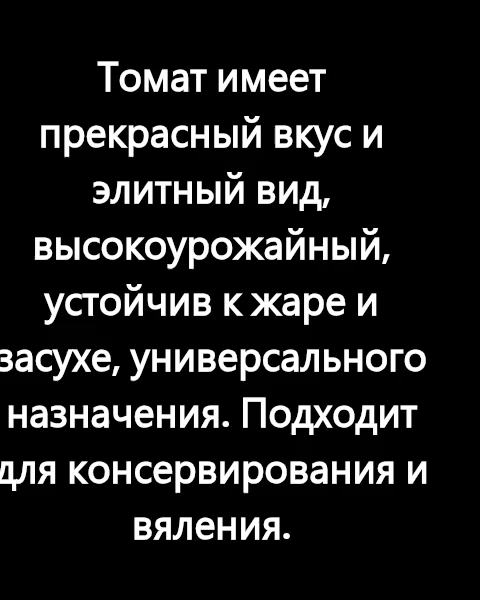 Томат имеет
прекрасный вкус и
элитный вид,
высокоурожайный,
устойчив к жаре и
засухе, универсального
назначения. Подходит
для консервирования и
вяления.